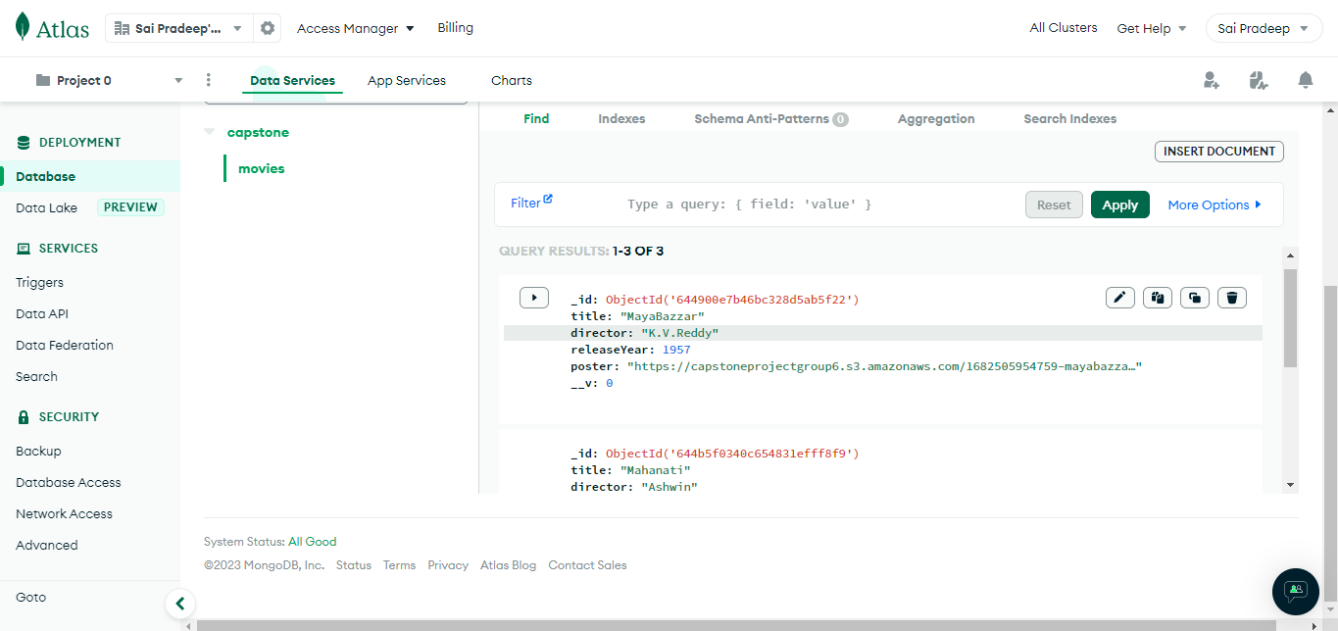 Atlas
Sai Pradeep'...
Access Manager
Billing
All Clusters
Get Help
Sai Pradeep
Project 0
Data Services
App Services
Charts
DEPLOYMENT
Database
Data Lake PREVIEW
SERVICES
Triggers
Data API
Data Federation
Search
SECURITY
Backup
Database Access
Network Access
Advanced
Goto
capstone
movies
Find
Indexes
Schema Anti-Patterns 0
Aggregation
Search Indexes
INSERT DOCUMENT
Filter
Type a query: { field: 'value' }
Reset
Apply
More Options
QUERY RESULTS: 1-3 OF 3
_id: ObjectId('644900e7b46bc328d5ab5f22')
title: "MayaBazzar"
director: "K.V.Reddy"
releaseYear: 1957
poster: "https://capstoneprojectgroup6.s3.amazonaws.com/1682505954759-mayabazza…"
__v: 0
_id: ObjectId('644b5f0340c654831efff8f9')
title: "Mahanati"
director: "Ashwin"
System Status: All Good
©2023 MongoDB, Inc. Status Terms Privacy Atlas Blog Contact Sales